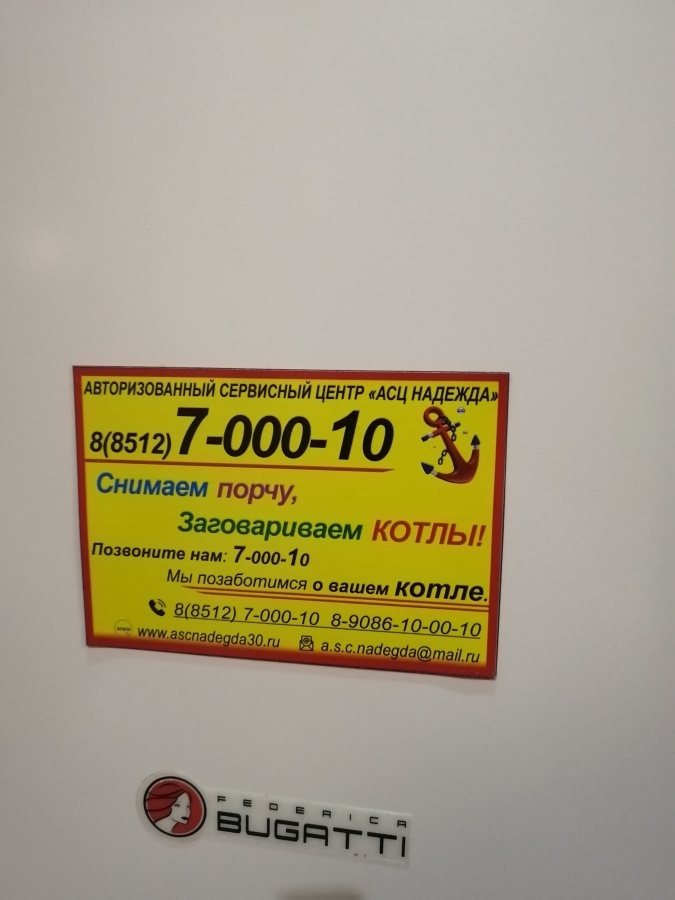 АВТОРИЗОВАННЫЙ СЕРВИСНЫЙ ЦЕНТР «АСЦ НАДЕЖДА»
8(8512) 7-000-10
Снимаем порчу,
Заговариваем КОТЛЫ!
Позвоните нам: 7-000-10
Мы позаботимся о вашем котле.
8(8512) 7-000-10 8-9086-10-00-10
www www.ascnadegda30.ru a.s.c.nadegda@mail.ru
FEDERICA
BUGATTI